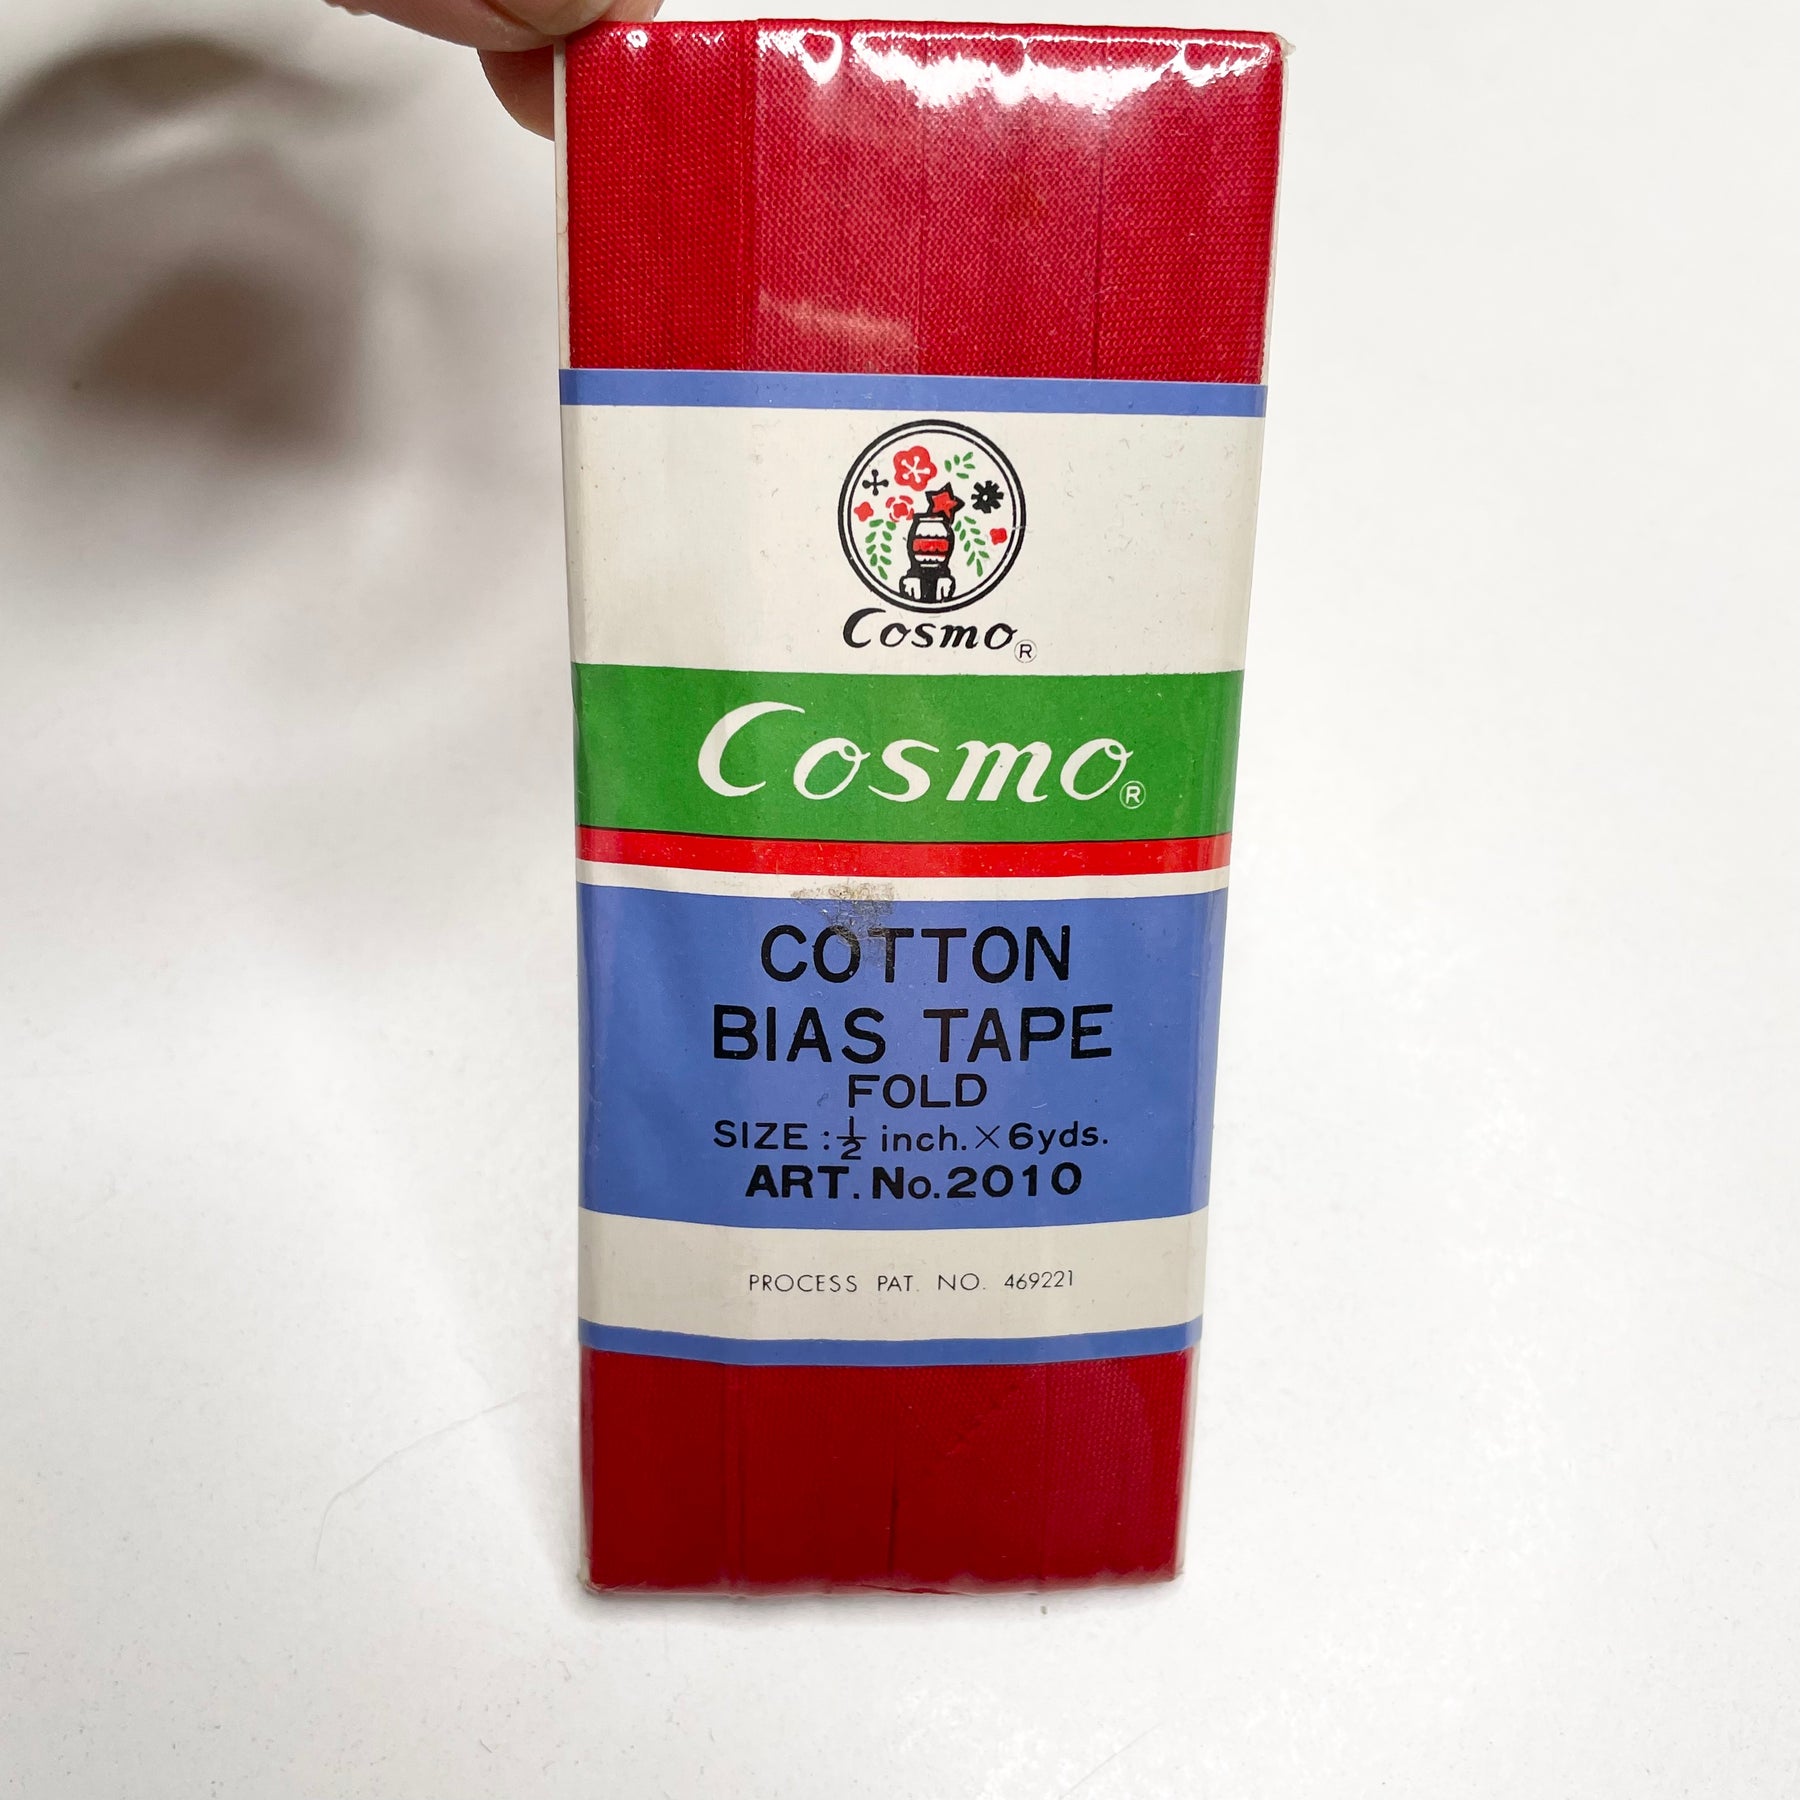 Cosmo®
Cosmo®
COTTON
BIAS TAPE
FOLD
SIZE : ½ inch. × 6yds.
ART. No. 2010
PROCESS PAT. NO. 469221